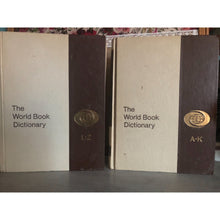 The
World Book
Dictionary
L-Z
The
World Book
Dictionary
A-K